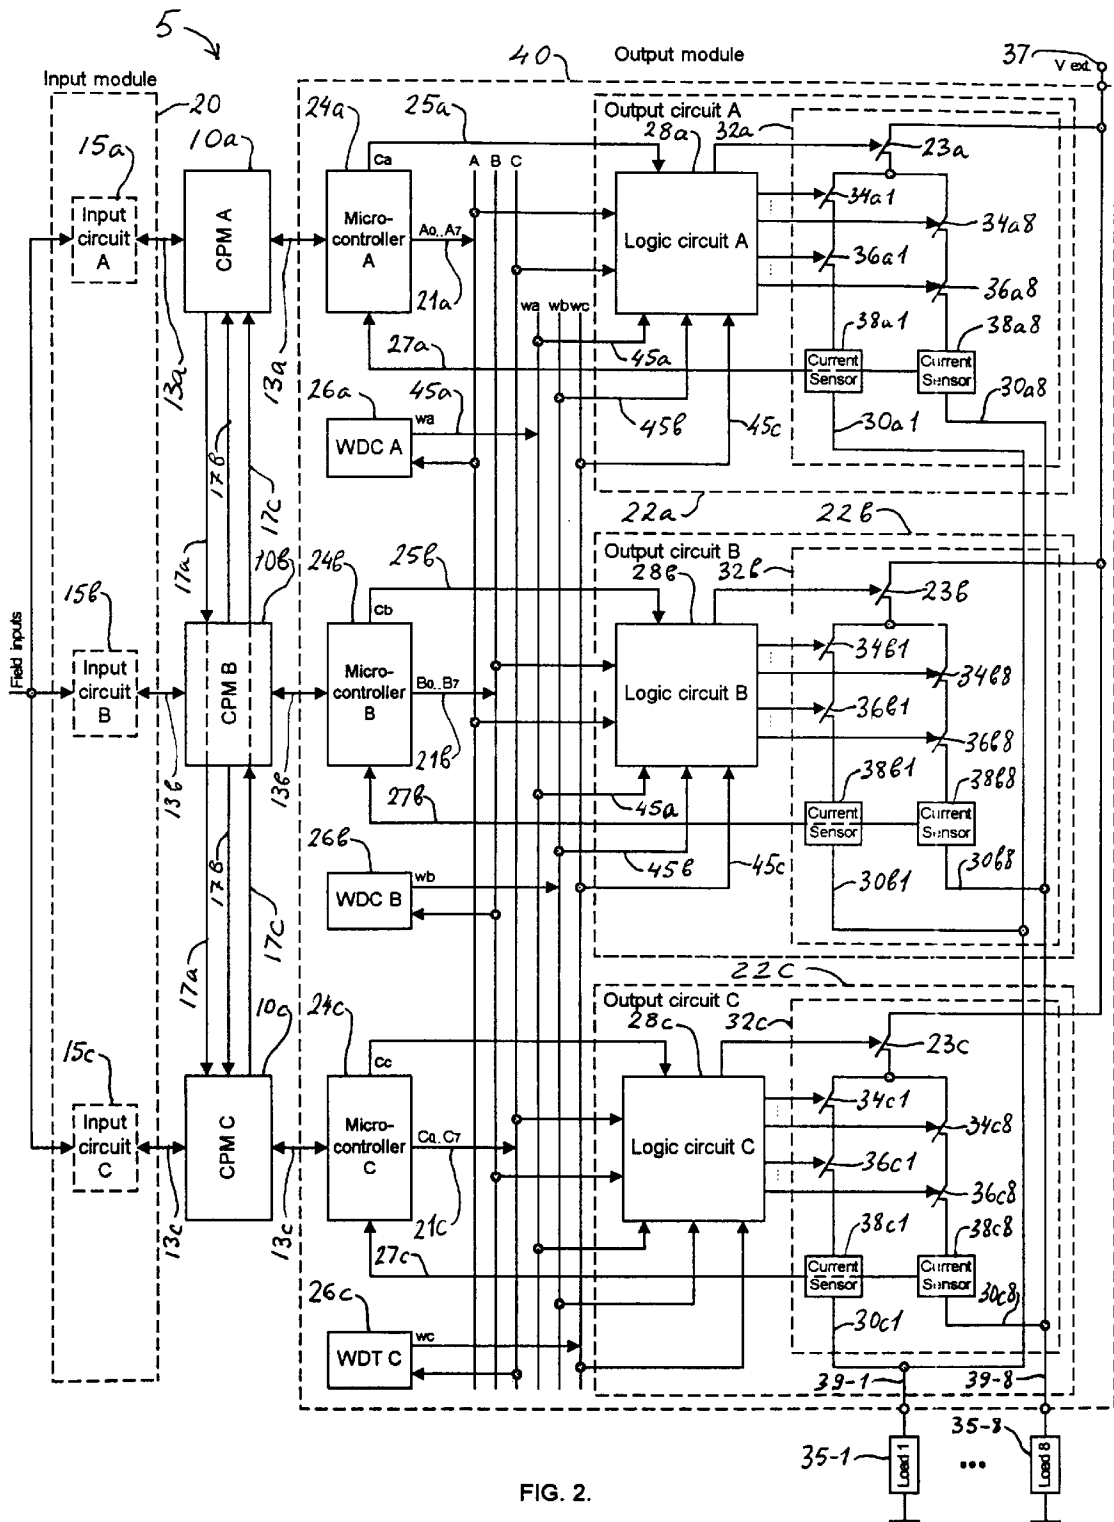 5
Input module
20
40
Output module
37
V ext.
15a
Input circuit A
10a
CPM A
13a
13a
24a
Ca
Micro-controller A
25a
A0..A7
21a
27a
A B C
wa wb wc
Output circuit A
28a
32a
Logic circuit A
23a
34a1
34a8
36a1
36a8
38a1
38a8
Current Sensor
Current Sensor
30a1
30a8
45a
45b
45c
26a
45a
wa
WDC A
22a
17a
17b
17c
Field inputs
15b
Input circuit B
10b
CPM B
13b
13b
24b
Cb
Micro-controller B
25b
B0..B7
21b
27b
22b
Output circuit B
28b
32b
Logic circuit B
23b
34b1
34b8
36b1
36b8
38b1
38b8
Current Sensor
Current Sensor
30b1
30b8
45a
45b
45c
26b
wb
WDC B
17a
17b
17c
15c
Input circuit C
10c
CPM C
13c
13c
24c
Cc
Micro-controller C
C0..C7
21c
27c
22c
Output circuit C
28c
32c
Logic circuit C
23c
34c1
34c8
36c1
36c8
38c1
38c8
Current Sensor
Current Sensor
30c1
30c8
26c
wc
WDT C
39-1
39-8
35-1
Load 1
...
35-8
Load 8
FIG. 2.